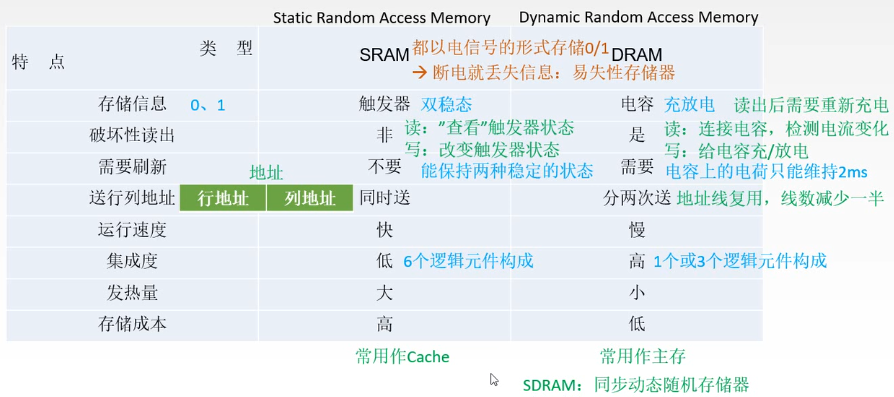 Static Random Access Memory Dynamic Random Access Memory
类 型
特 点
SRAM 都以电信号的形式存储0/1 DRAM
→ 断电就丢失信息：易失性存储器
存储信息 0、1 触发器 双稳态 电容 充放电 读出后需要重新充电
破坏性读出 非 读："查看"触发器状态 是 读：连接电容，检测电流变化
写：改变触发器状态 写：给电容充/放电
需要刷新 不要 能保持两种稳定的状态 需要 电容上的电荷只能维持2ms
地址
送行列地址 行地址 列地址 同时送 分两次送 地址线复用，线数减少一半
运行速度 快 慢
集成度 低 6个逻辑元件构成 高 1个或3个逻辑元件构成
发热量 大 小
存储成本 高 低
常用作Cache 常用作主存
SDRAM：同步动态随机存储器